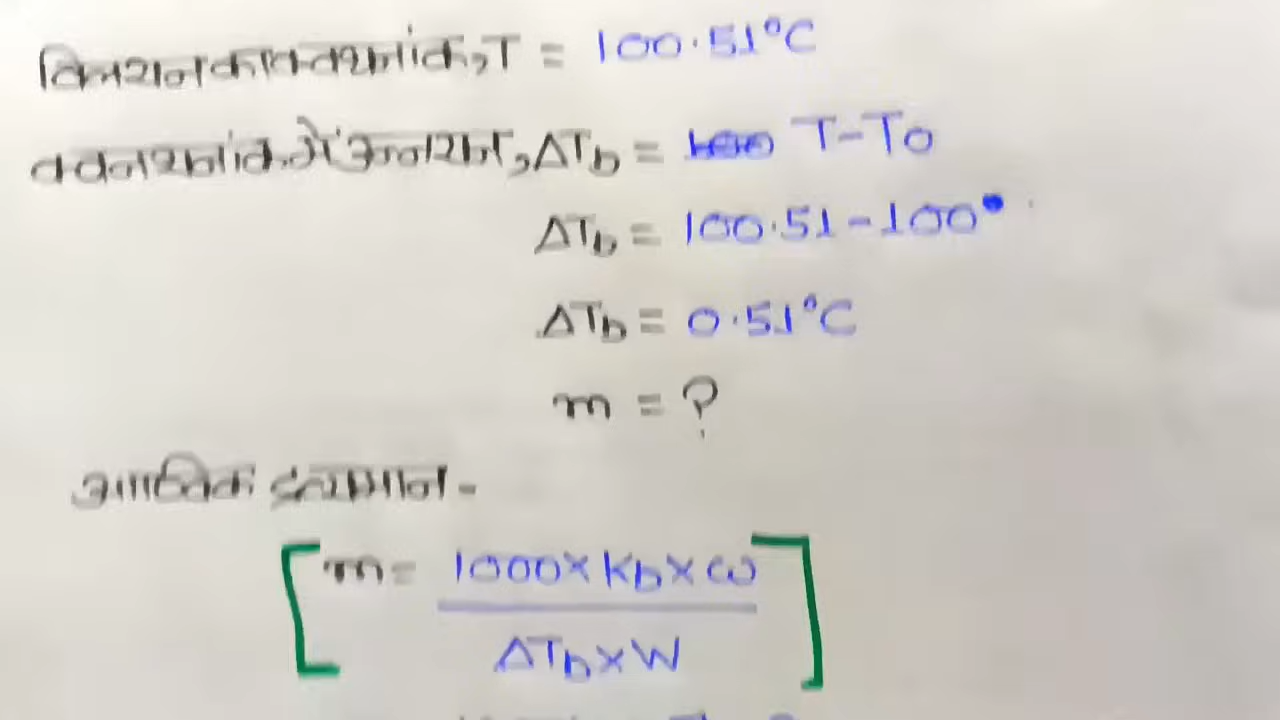 विलयन का क्वथनांक, T = 100.51°C
क्वथनांक में उन्नयन, ΔTb = T-To
ΔTb = 100.51 - 100°
ΔTb = 0.51°C
m = ?
आण्विक द्रव्यमान -
m = 1000 × Kb × w
ΔTb × W